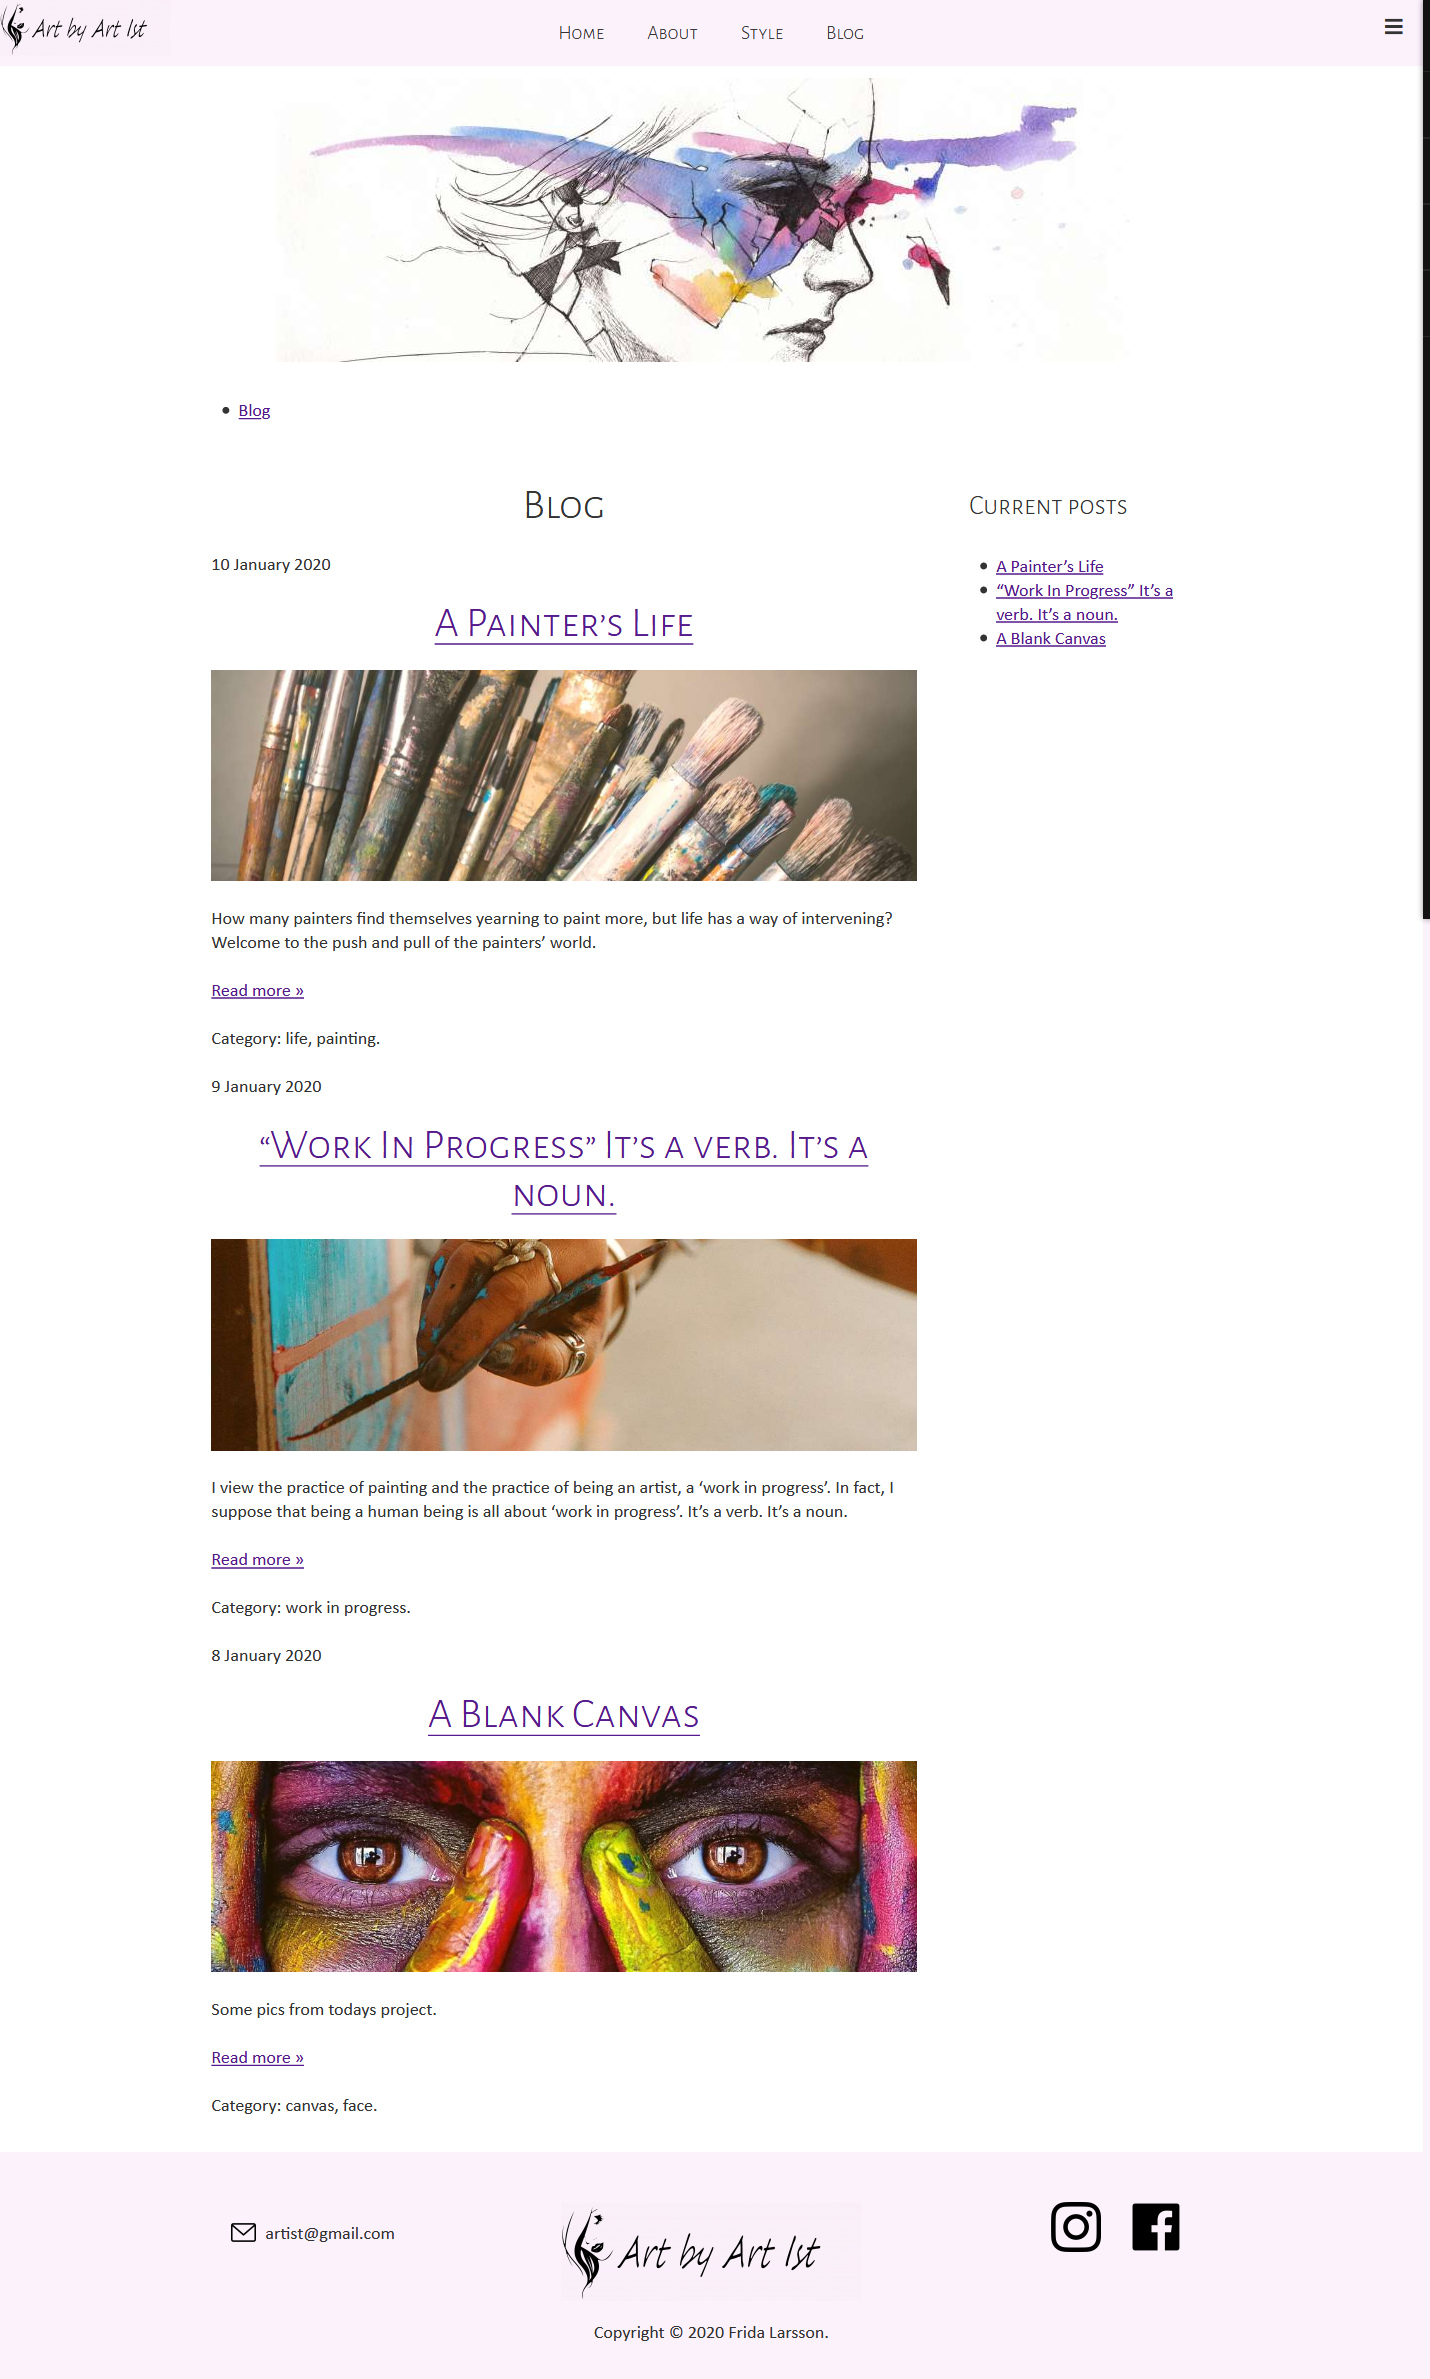 Art by Art Ist
Home About Style Blog
Blog
Blog
10 January 2020
A Painter’s Life
How many painters find themselves yearning to paint more, but life has a way of intervening?
Welcome to the push and pull of the painters’ world.
Read more »
Category: life, painting.
9 January 2020
“Work In Progress” It’s a verb. It’s a
noun.
I view the practice of painting and the practice of being an artist, a ‘work in progress’. In fact, I
suppose that being a human being is all about ‘work in progress’. It’s a verb. It’s a noun.
Read more »
Category: work in progress.
8 January 2020
A Blank Canvas
Some pics from todays project.
Read more »
Category: canvas, face.
Current posts
A Painter’s Life
“Work In Progress” It’s a
verb. It’s a noun.
A Blank Canvas
artist@gmail.com
Art by Art Ist
Copyright © 2020 Frida Larsson.